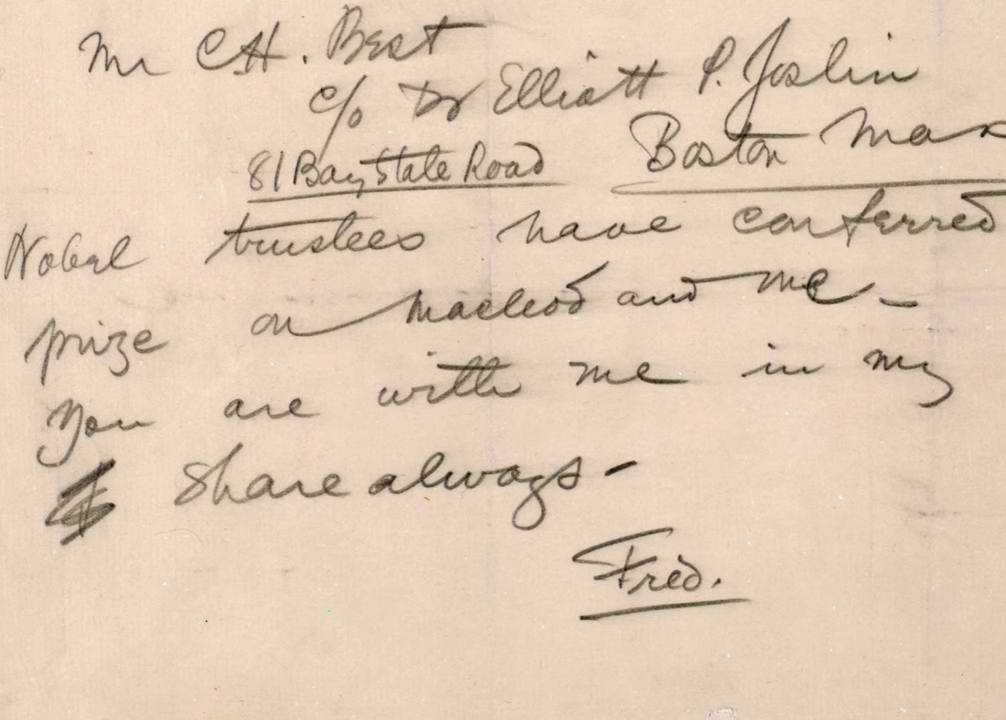 Mr C.H. Best
c/o Dr Elliott P. Joslin
81 Bay State Road Boston Mass
Nobel trustees have conferred
prize on Macleod and me -
You are with me in my
share always -
Fred.